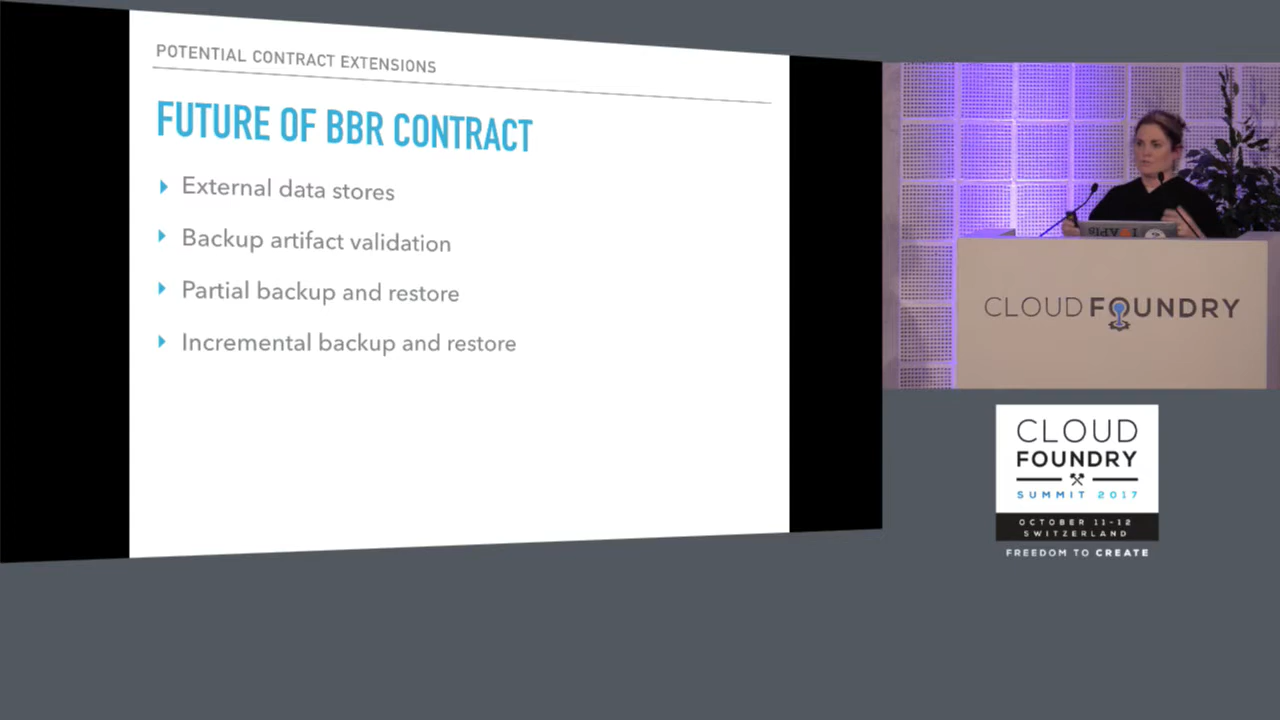 POTENTIAL CONTRACT EXTENSIONS
FUTURE OF BBR CONTRACT
External data stores
Backup artifact validation
Partial backup and restore
Incremental backup and restore
APIs
CLOUD FOUNDRY
CLOUD
FOUNDRY
SUMMIT 2017
OCTOBER 11-12
SWITZERLAND
FREEDOM TO CREATE